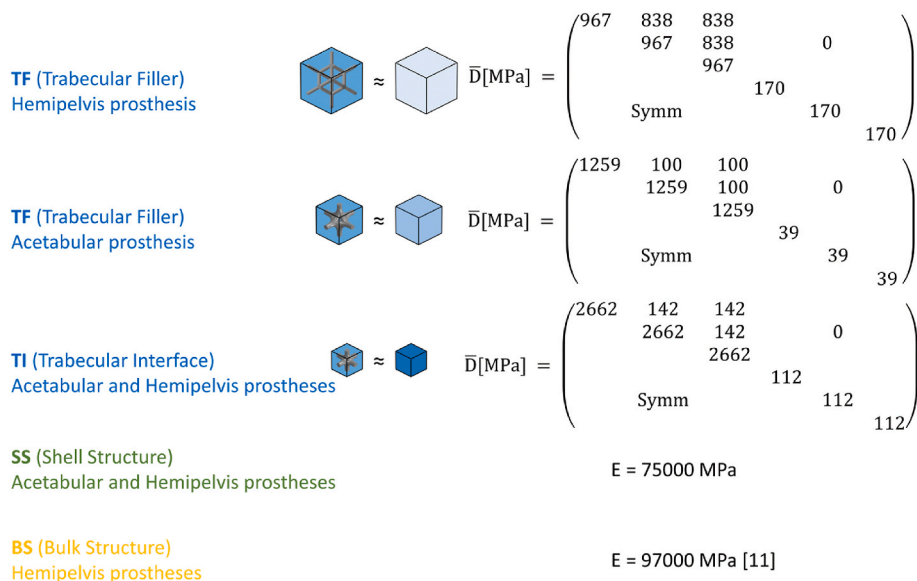 967 838 838
967 838 0
TF (Trabecular Filler)
Hemipelvis prosthesis
≈
D̅[MPa] =
967
170
Symm 170
170
1259 100 100
1259 100 0
TF (Trabecular Filler)
Acetabular prosthesis
≈
D̅[MPa] =
1259
39
Symm 39
39
2662 142 142
2662 142 0
TI (Trabecular Interface)
Acetabular and Hemipelvis prostheses
≈
D̅[MPa] =
2662
112
Symm 112
112
SS (Shell Structure)
Acetabular and Hemipelvis prostheses
E = 75000 MPa
BS (Bulk Structure)
Hemipelvis prostheses
E = 97000 MPa [11]